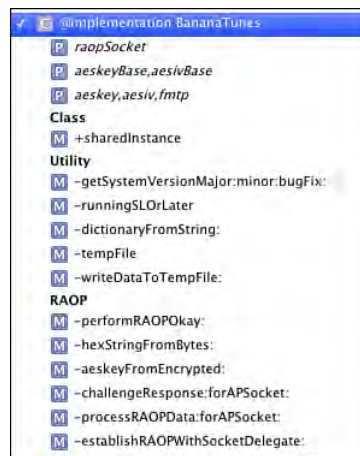 ✓ C @implementation BananaTunes
P raopSocket
P aeskeyBase,aesivBase
P aeskey,aesiv,fmtp
Class
M +sharedInstance
Utility
M -getSystemVersionMajor:minor:bugFix:
M -runningSLOrLater
M -dictionaryFromString:
M -tempFile
M -writeDataToTempFile:
RAOP
M -performRAOPOkay:
M -hexStringFromBytes:
M -aeskeyFromEncrypted:
M -challengeResponse:forAPSocket:
M -processRAOPData:forAPSocket:
M -establishRAOPWithSocketDelegate: